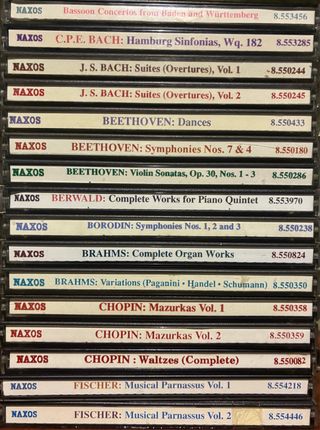 NAXOS Bassoon Concertos from Baden and Württemberg 8.553456
NAXOS C.P.E. BACH: Hamburg Sinfonias, Wq. 182 8.553285
NAXOS J. S. BACH: Suites (Overtures), Vol. 1 8.550244
NAXOS J. S. BACH: Suites (Overtures), Vol. 2 8.550245
NAXOS BEETHOVEN: Dances 8.550433
NAXOS BEETHOVEN: Symphonies Nos. 7 & 4 8.550180
NAXOS BEETHOVEN: Violin Sonatas, Op. 30, Nos. 1 - 3 8.550286
NAXOS BERWALD: Complete Works for Piano Quintet 8.553970
NAXOS BORODIN: Symphonies Nos. 1, 2 and 3 8.550238
NAXOS BRAHMS: Complete Organ Works 8.550824
NAXOS BRAHMS: Variations (Paganini • Handel • Schumann) 8.550350
NAXOS CHOPIN: Mazurkas Vol. 1 8.550358
NAXOS CHOPIN: Mazurkas Vol. 2 8.550359
NAXOS CHOPIN : Waltzes (Complete) 8.550082
NAXOS FISCHER: Musical Parnassus Vol. 1 8.554218
NAXOS FISCHER: Musical Parnassus Vol. 2 8.554446